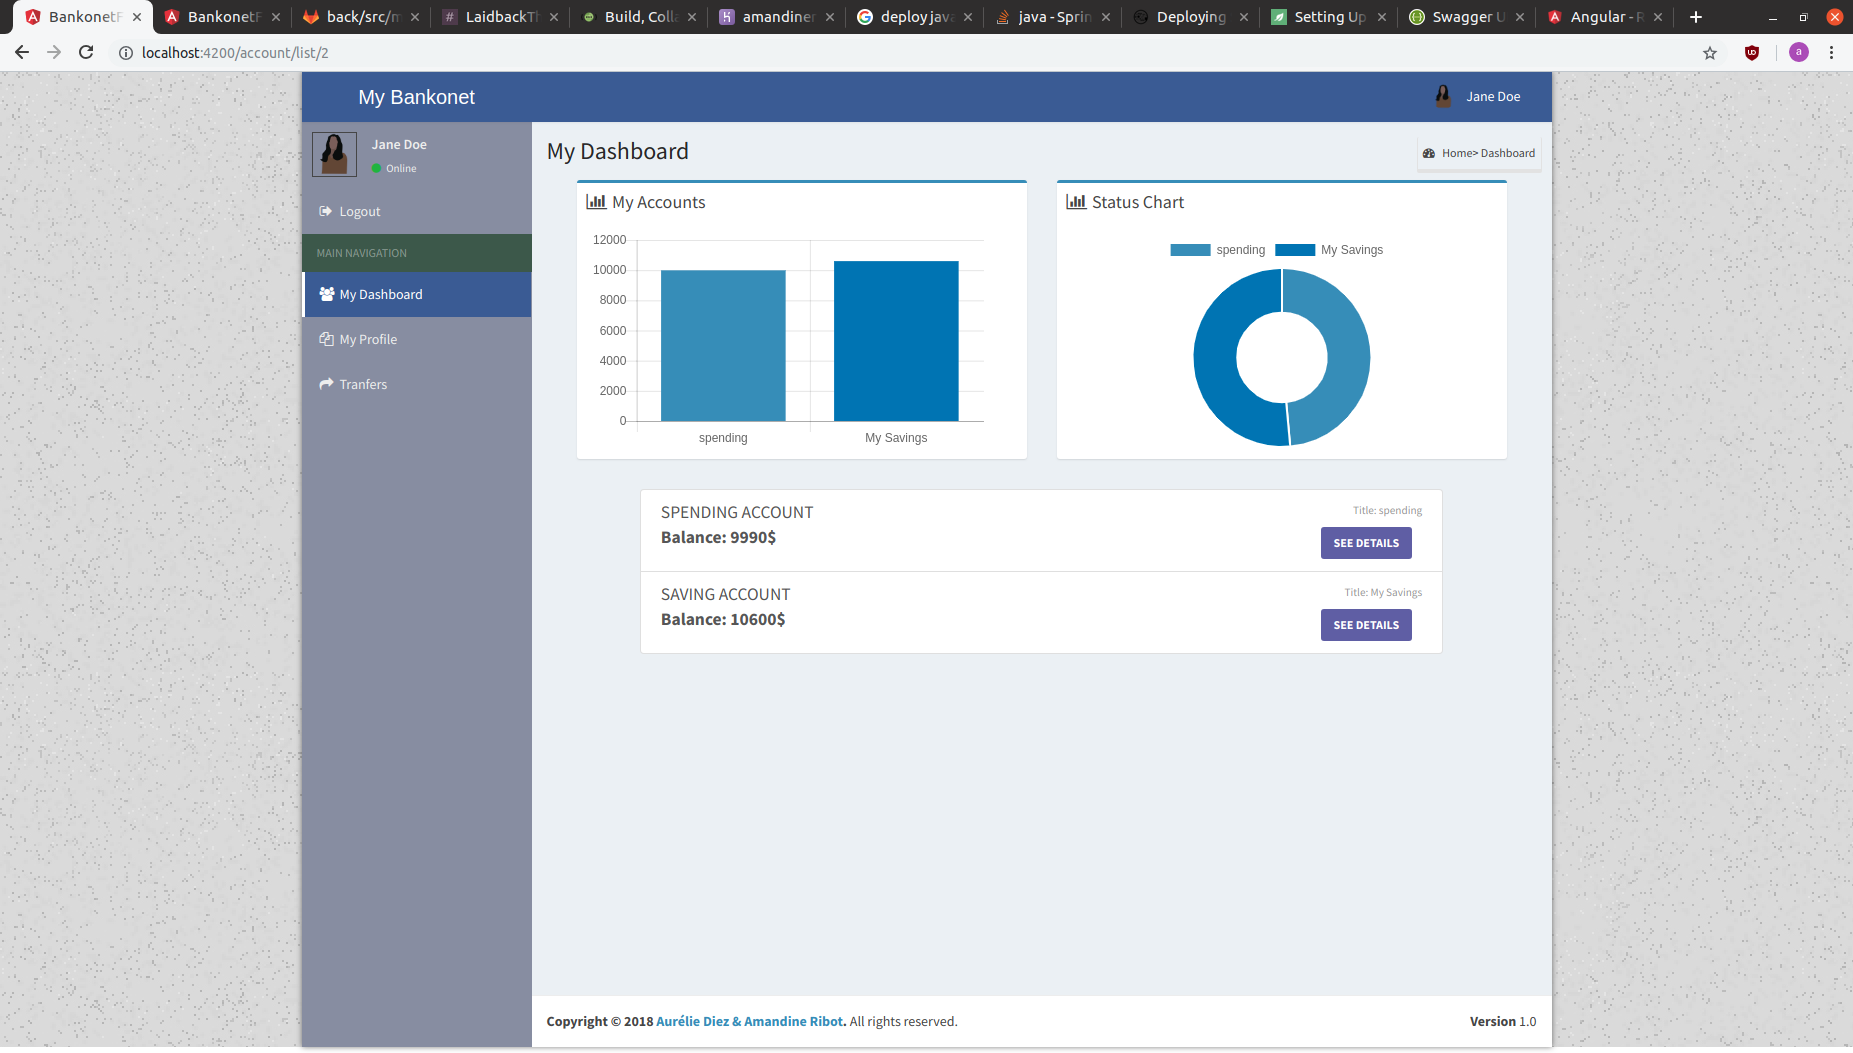 BankonetF
BankonetF
back/src/m
LaidbackTh
Build, Colla
amandiner
deploy java
java - Sprin
Deploying
Setting Up
Swagger U
Angular - R
localhost:4200/account/list/2
a
My Bankonet
Jane Doe
Jane Doe
Online
Logout
MAIN NAVIGATION
My Dashboard
My Profile
Tranfers
My Dashboard
Home> Dashboard
My Accounts
12000
10000
8000
6000
4000
2000
0
spending
My Savings
Status Chart
spending
My Savings
SPENDING ACCOUNT
Title: spending
Balance: 9990$
SEE DETAILS
SAVING ACCOUNT
Title: My Savings
Balance: 10600$
SEE DETAILS
Copyright © 2018 Aurélie Diez & Amandine Ribot. All rights reserved.
Version 1.0